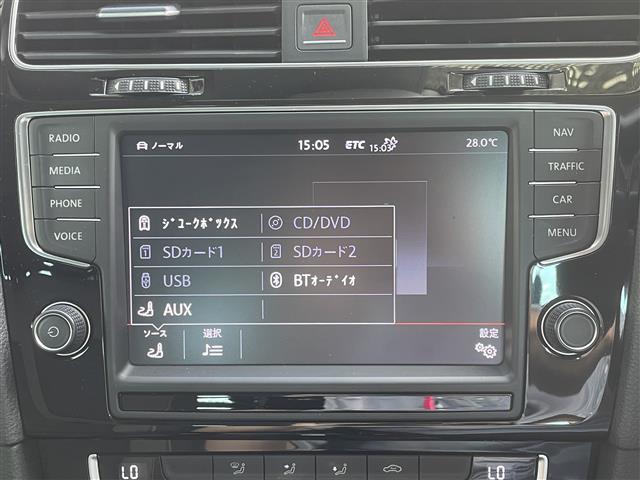 RADIO
MEDIA
PHONE
VOICE
ノーマル 15:05 ETC 15:03 28.0℃
ｼﾞｭｰｸﾎﾞｯｸｽ CD/DVD
SDカード1 SDカード2
USB BTｵｰﾃﾞｨｵ
AUX
ソース 選択 設定
NAV
TRAFFIC
CAR
MENU
LO LO